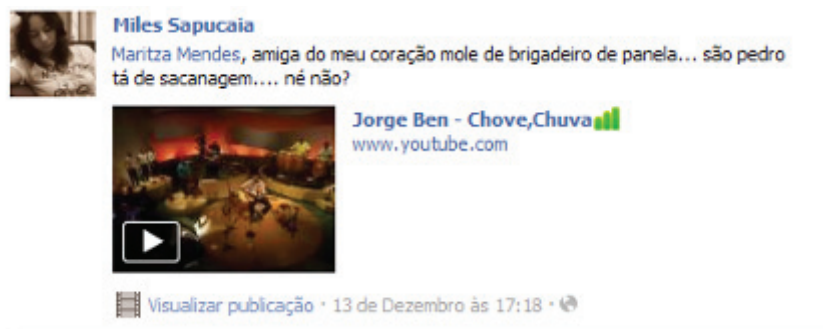 Miles Sapucaia
Maritza Mendes, amiga do meu coração mole de brigadeiro de panela... são pedro
tá de sacanagem.... né não?
Jorge Ben - Chove,Chuva
www.youtube.com
Visualizar publicação · 13 de Dezembro às 17:18 ·